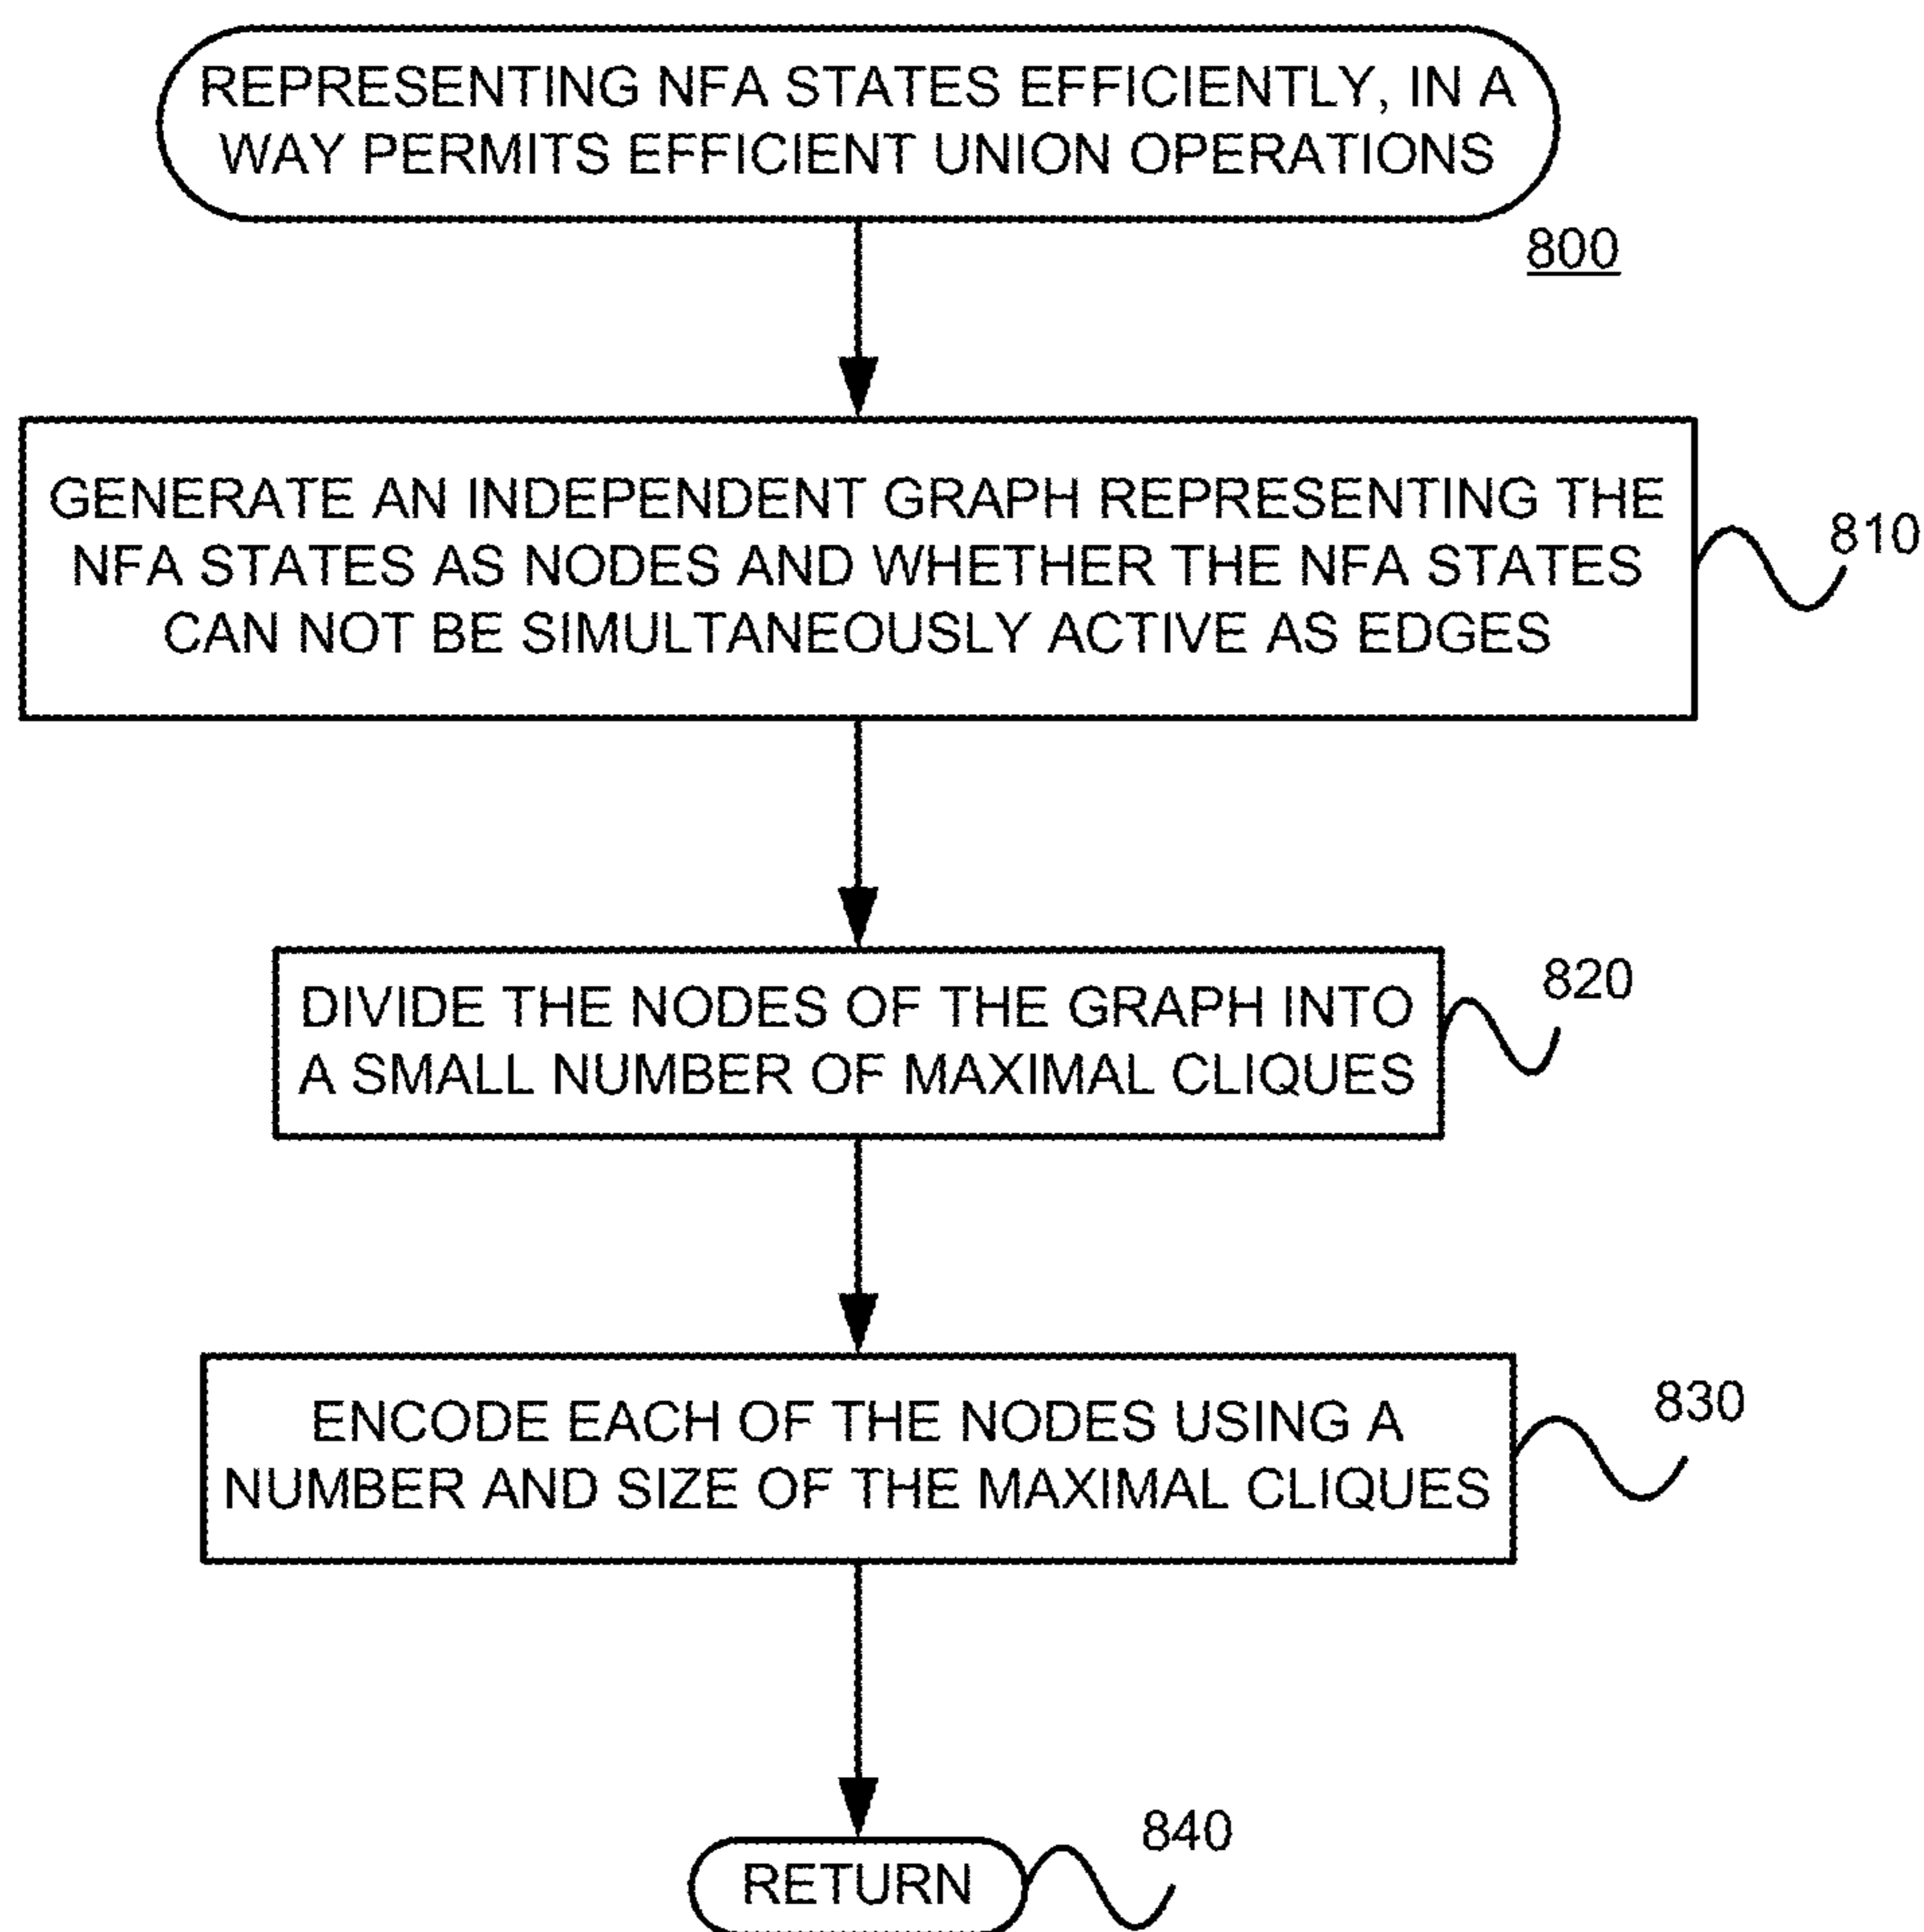 REPRESENTING NFA STATES EFFICIENTLY, IN A
WAY PERMITS EFFICIENT UNION OPERATIONS
800
GENERATE AN INDEPENDENT GRAPH REPRESENTING THE
NFA STATES AS NODES AND WHETHER THE NFA STATES
CAN NOT BE SIMULTANEOUSLY ACTIVE AS EDGES
810
DIVIDE THE NODES OF THE GRAPH INTO
A SMALL NUMBER OF MAXIMAL CLIQUES
820
ENCODE EACH OF THE NODES USING A
NUMBER AND SIZE OF THE MAXIMAL CLIQUES
830
RETURN
840